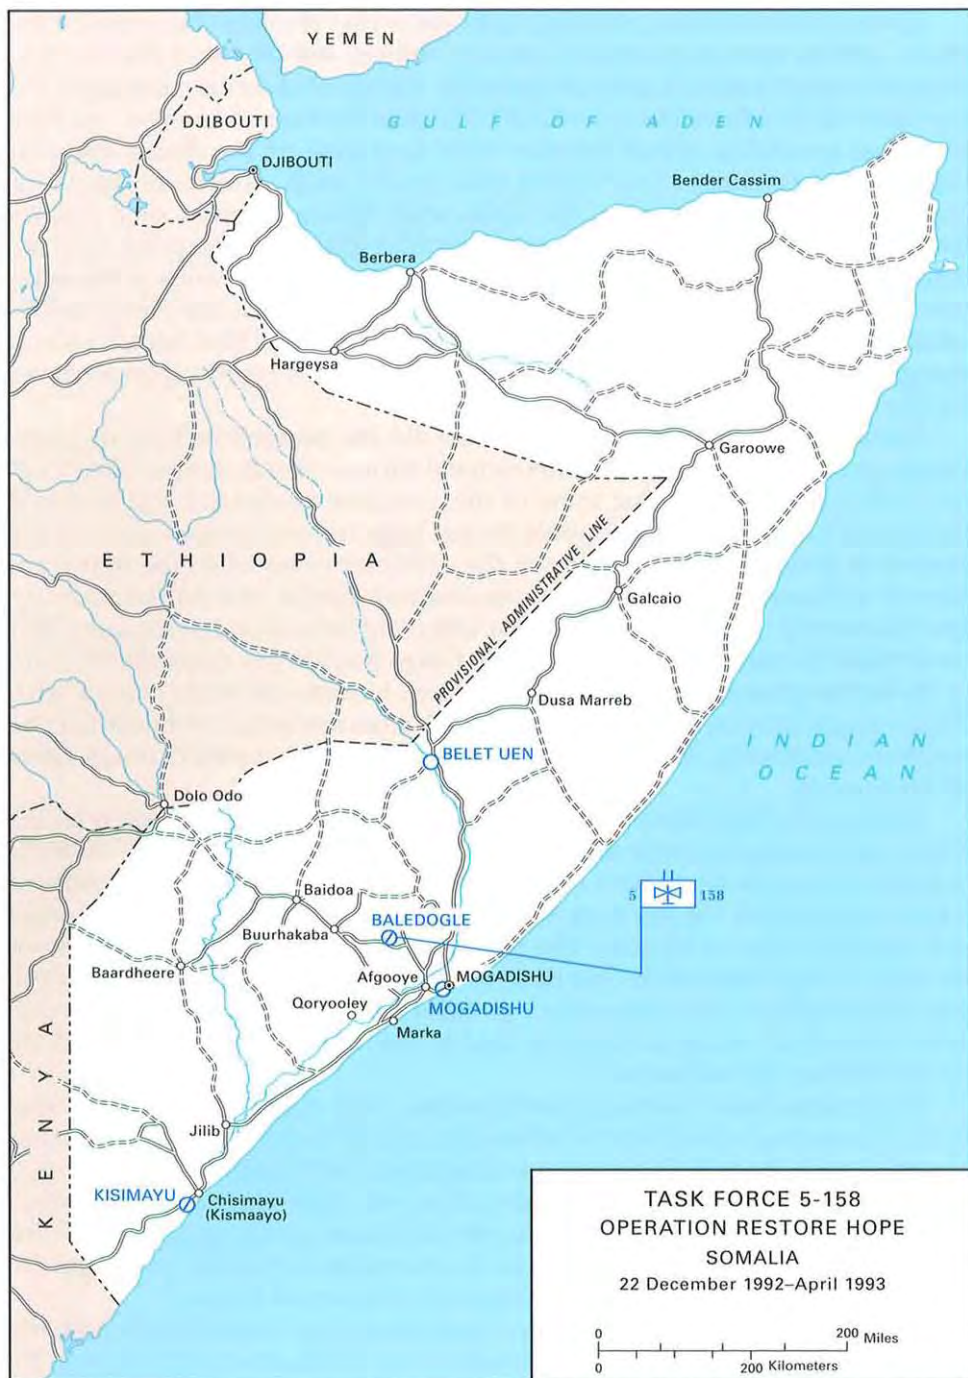 YEMEN
DJIBOUTI
GULF OF ADEN
DJIBOUTI
Bender Cassim
Berbera
Hargeysa
Garoowe
ETHIOPIA
PROVISIONAL ADMINISTRATIVE LINE
Galcaio
Dusa Marreb
INDIAN
OCEAN
BELET UEN
Dolo Odo
Baidoa
5 158
BALEDOGLE
Buurhakaba
Baardheere
Afgooye
MOGADISHU
Qoryooley
MOGADISHU
Marka
KENYA
Jilib
KISIMAYU
Chisimayu
(Kismaayo)
TASK FORCE 5-158
OPERATION RESTORE HOPE
SOMALIA
22 December 1992–April 1993
0 200 Miles
0 200 Kilometers